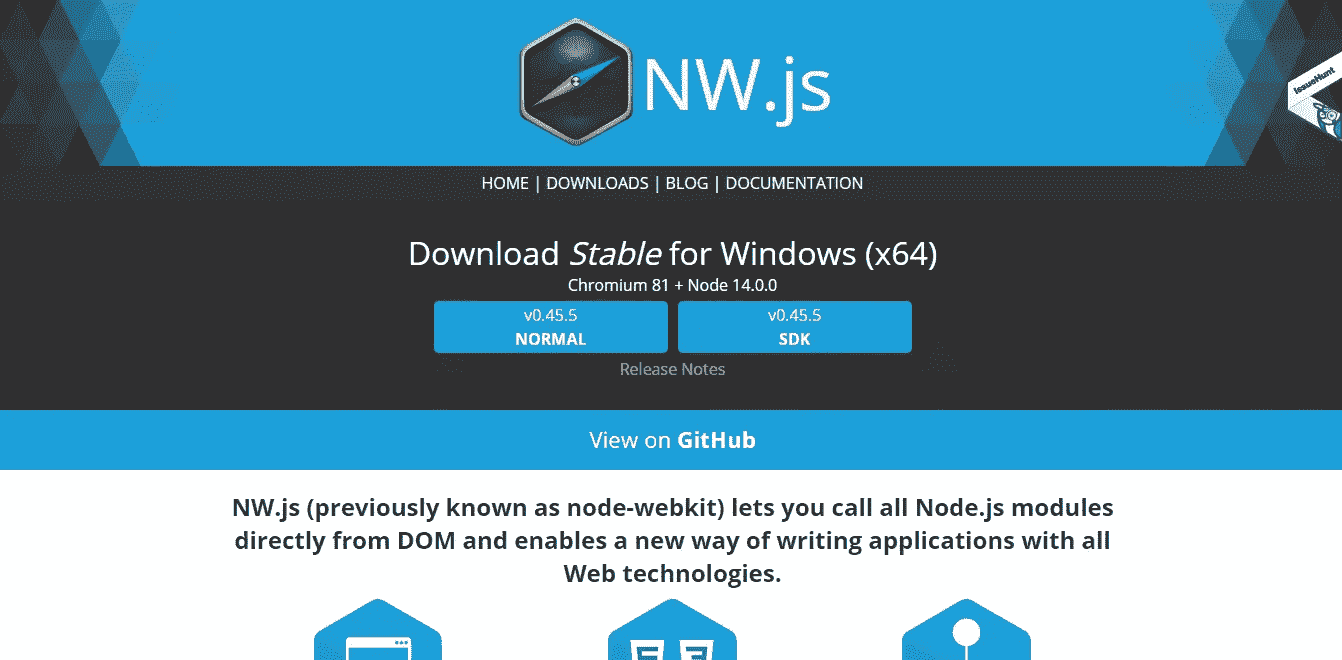 NW.js
IssueHunt
HOME | DOWNLOADS | BLOG | DOCUMENTATION
Download Stable for Windows (x64)
Chromium 81 + Node 14.0.0
v0.45.5
NORMAL
v0.45.5
SDK
Release Notes
View on GitHub
NW.js (previously known as node-webkit) lets you call all Node.js modules
directly from DOM and enables a new way of writing applications with all
Web technologies.